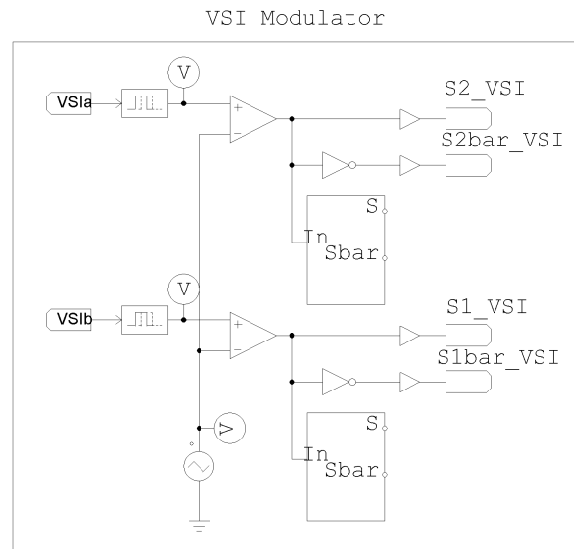 VSI Modulator
VSIa
V
+
−
S2_VSI
S2bar_VSI
S
In
Sbar
VSIb
V
+
−
S1_VSI
S1bar_VSI
V
S
In
Sbar